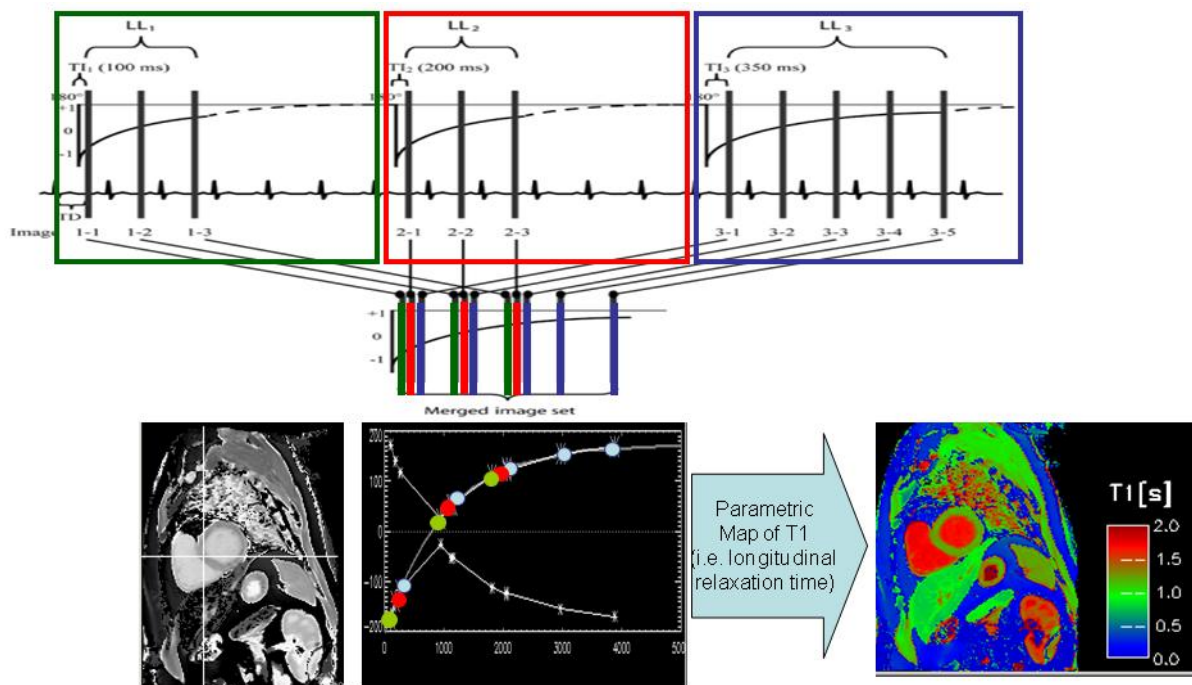 LL1 LL2 LL3
TI1 (100 ms) TI2 (200 ms) TI3 (350 ms)
180° 180° 180°
+1
0
-1
TD
Image 1-1 1-2 1-3 2-1 2-2 2-3 3-1 3-2 3-3 3-4 3-5
+1
0
-1
Merged image set
200
100
0
-100
-200
0 1000 2000 3000 4000 500
Parametric
Map of T1
(i.e. longitudinal
relaxation time)
T1[s]
2.0
1.5
1.0
0.5
0.0